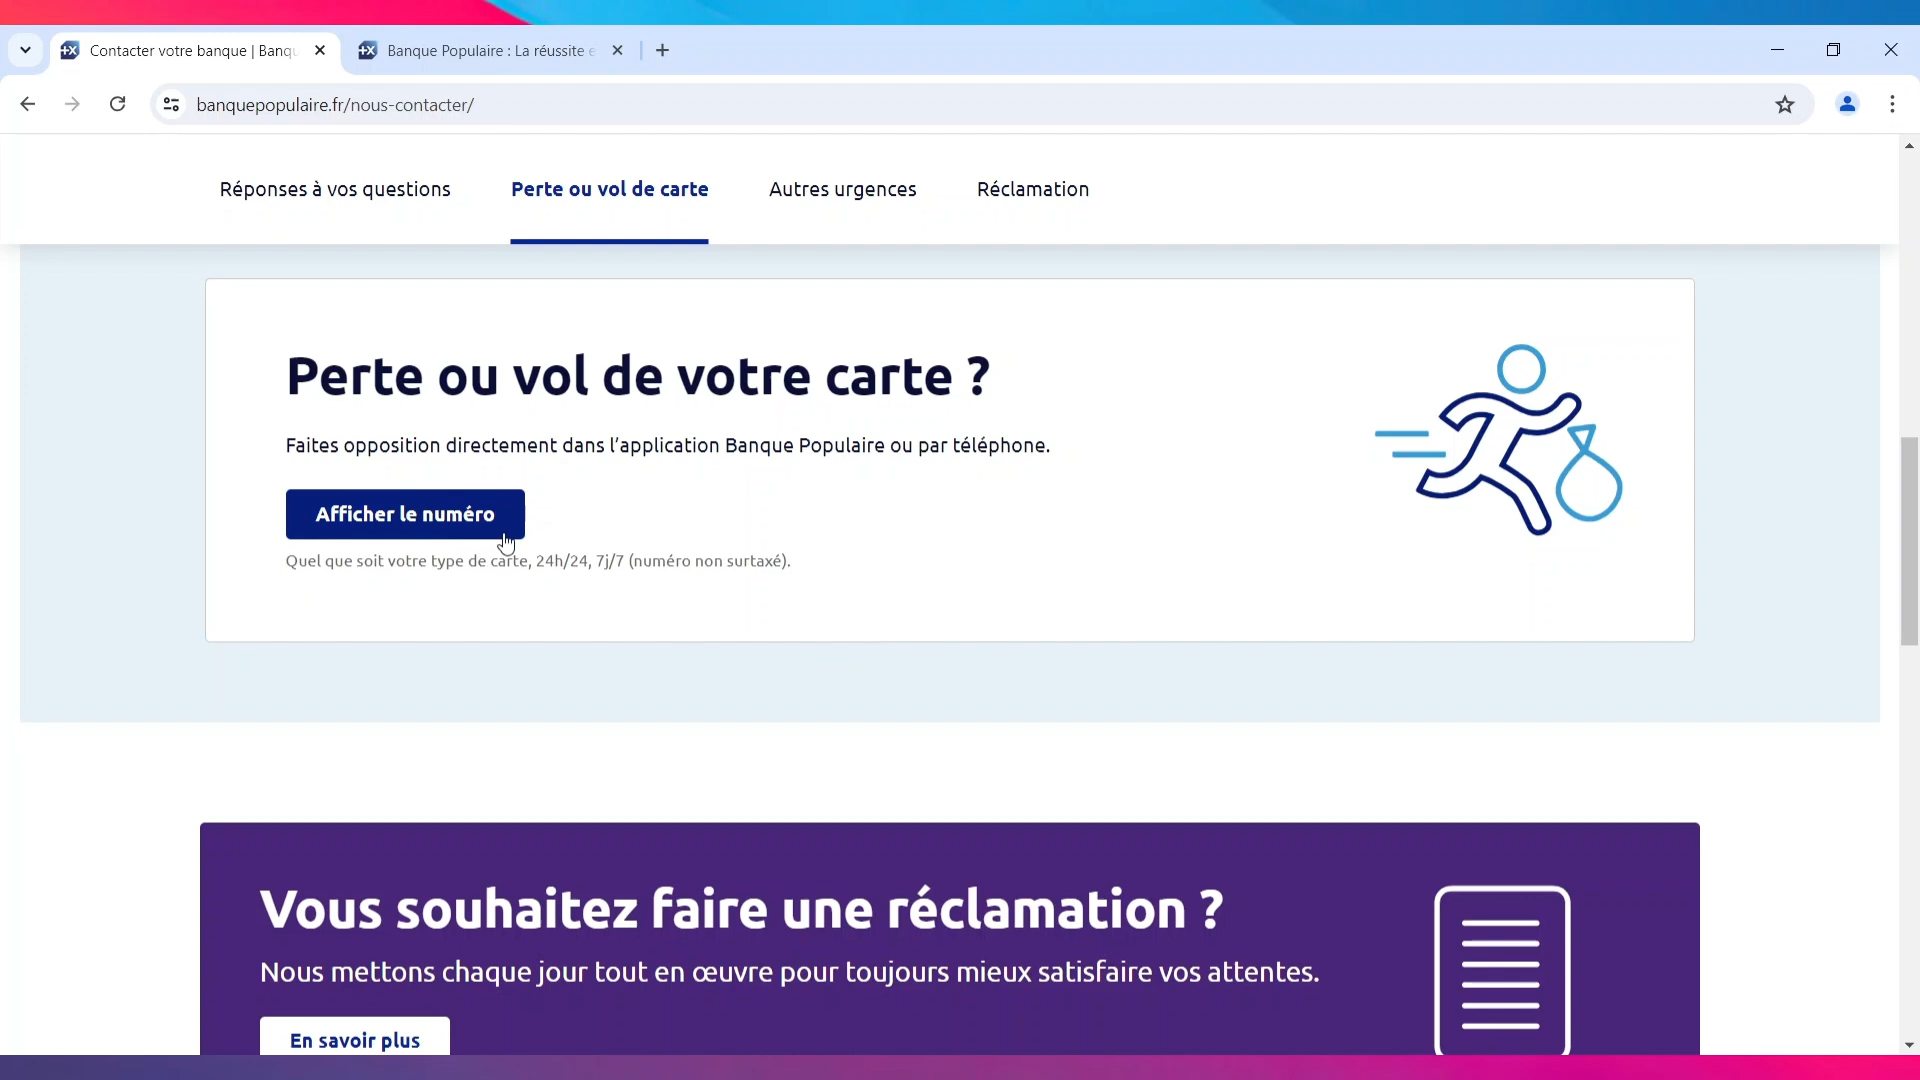 Contacter votre banque | Banqu
Banque Populaire : La réussite e
banquepopulaire.fr/nous-contacter/
Réponses à vos questions
Perte ou vol de carte
Autres urgences
Réclamation
Perte ou vol de votre carte ?
Faites opposition directement dans l'application Banque Populaire ou par téléphone.
Afficher le numéro
Quel que soit votre type de carte, 24h/24, 7j/7 (numéro non surtaxé).
Vous souhaitez faire une réclamation ?
Nous mettons chaque jour tout en œuvre pour toujours mieux satisfaire vos attentes.
En savoir plus